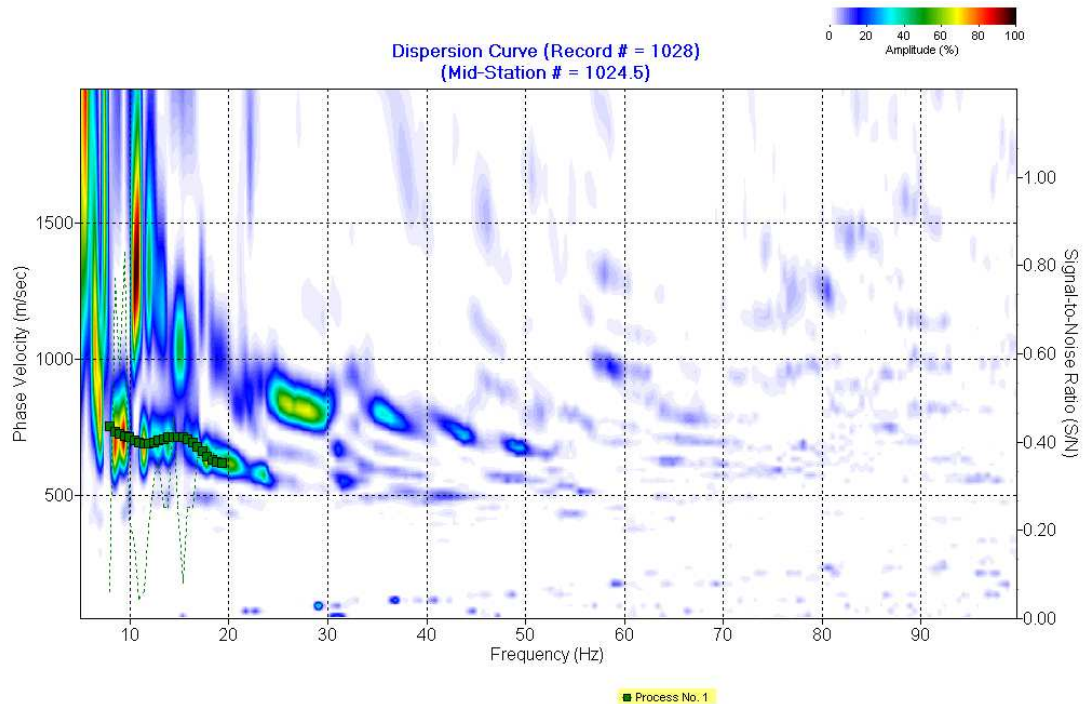 0 20 40 60 80 100
Amplitude (%)
Dispersion Curve (Record # = 1028)
(Mid-Station # = 1024.5)
Phase Velocity (m/sec)
1500
1000
500
1.00
0.80
0.60
0.40
0.20
0.00
Signal-to-Noise Ratio (S/N)
10 20 30 40 50 60 70 80 90
Frequency (Hz)
Process No. 1